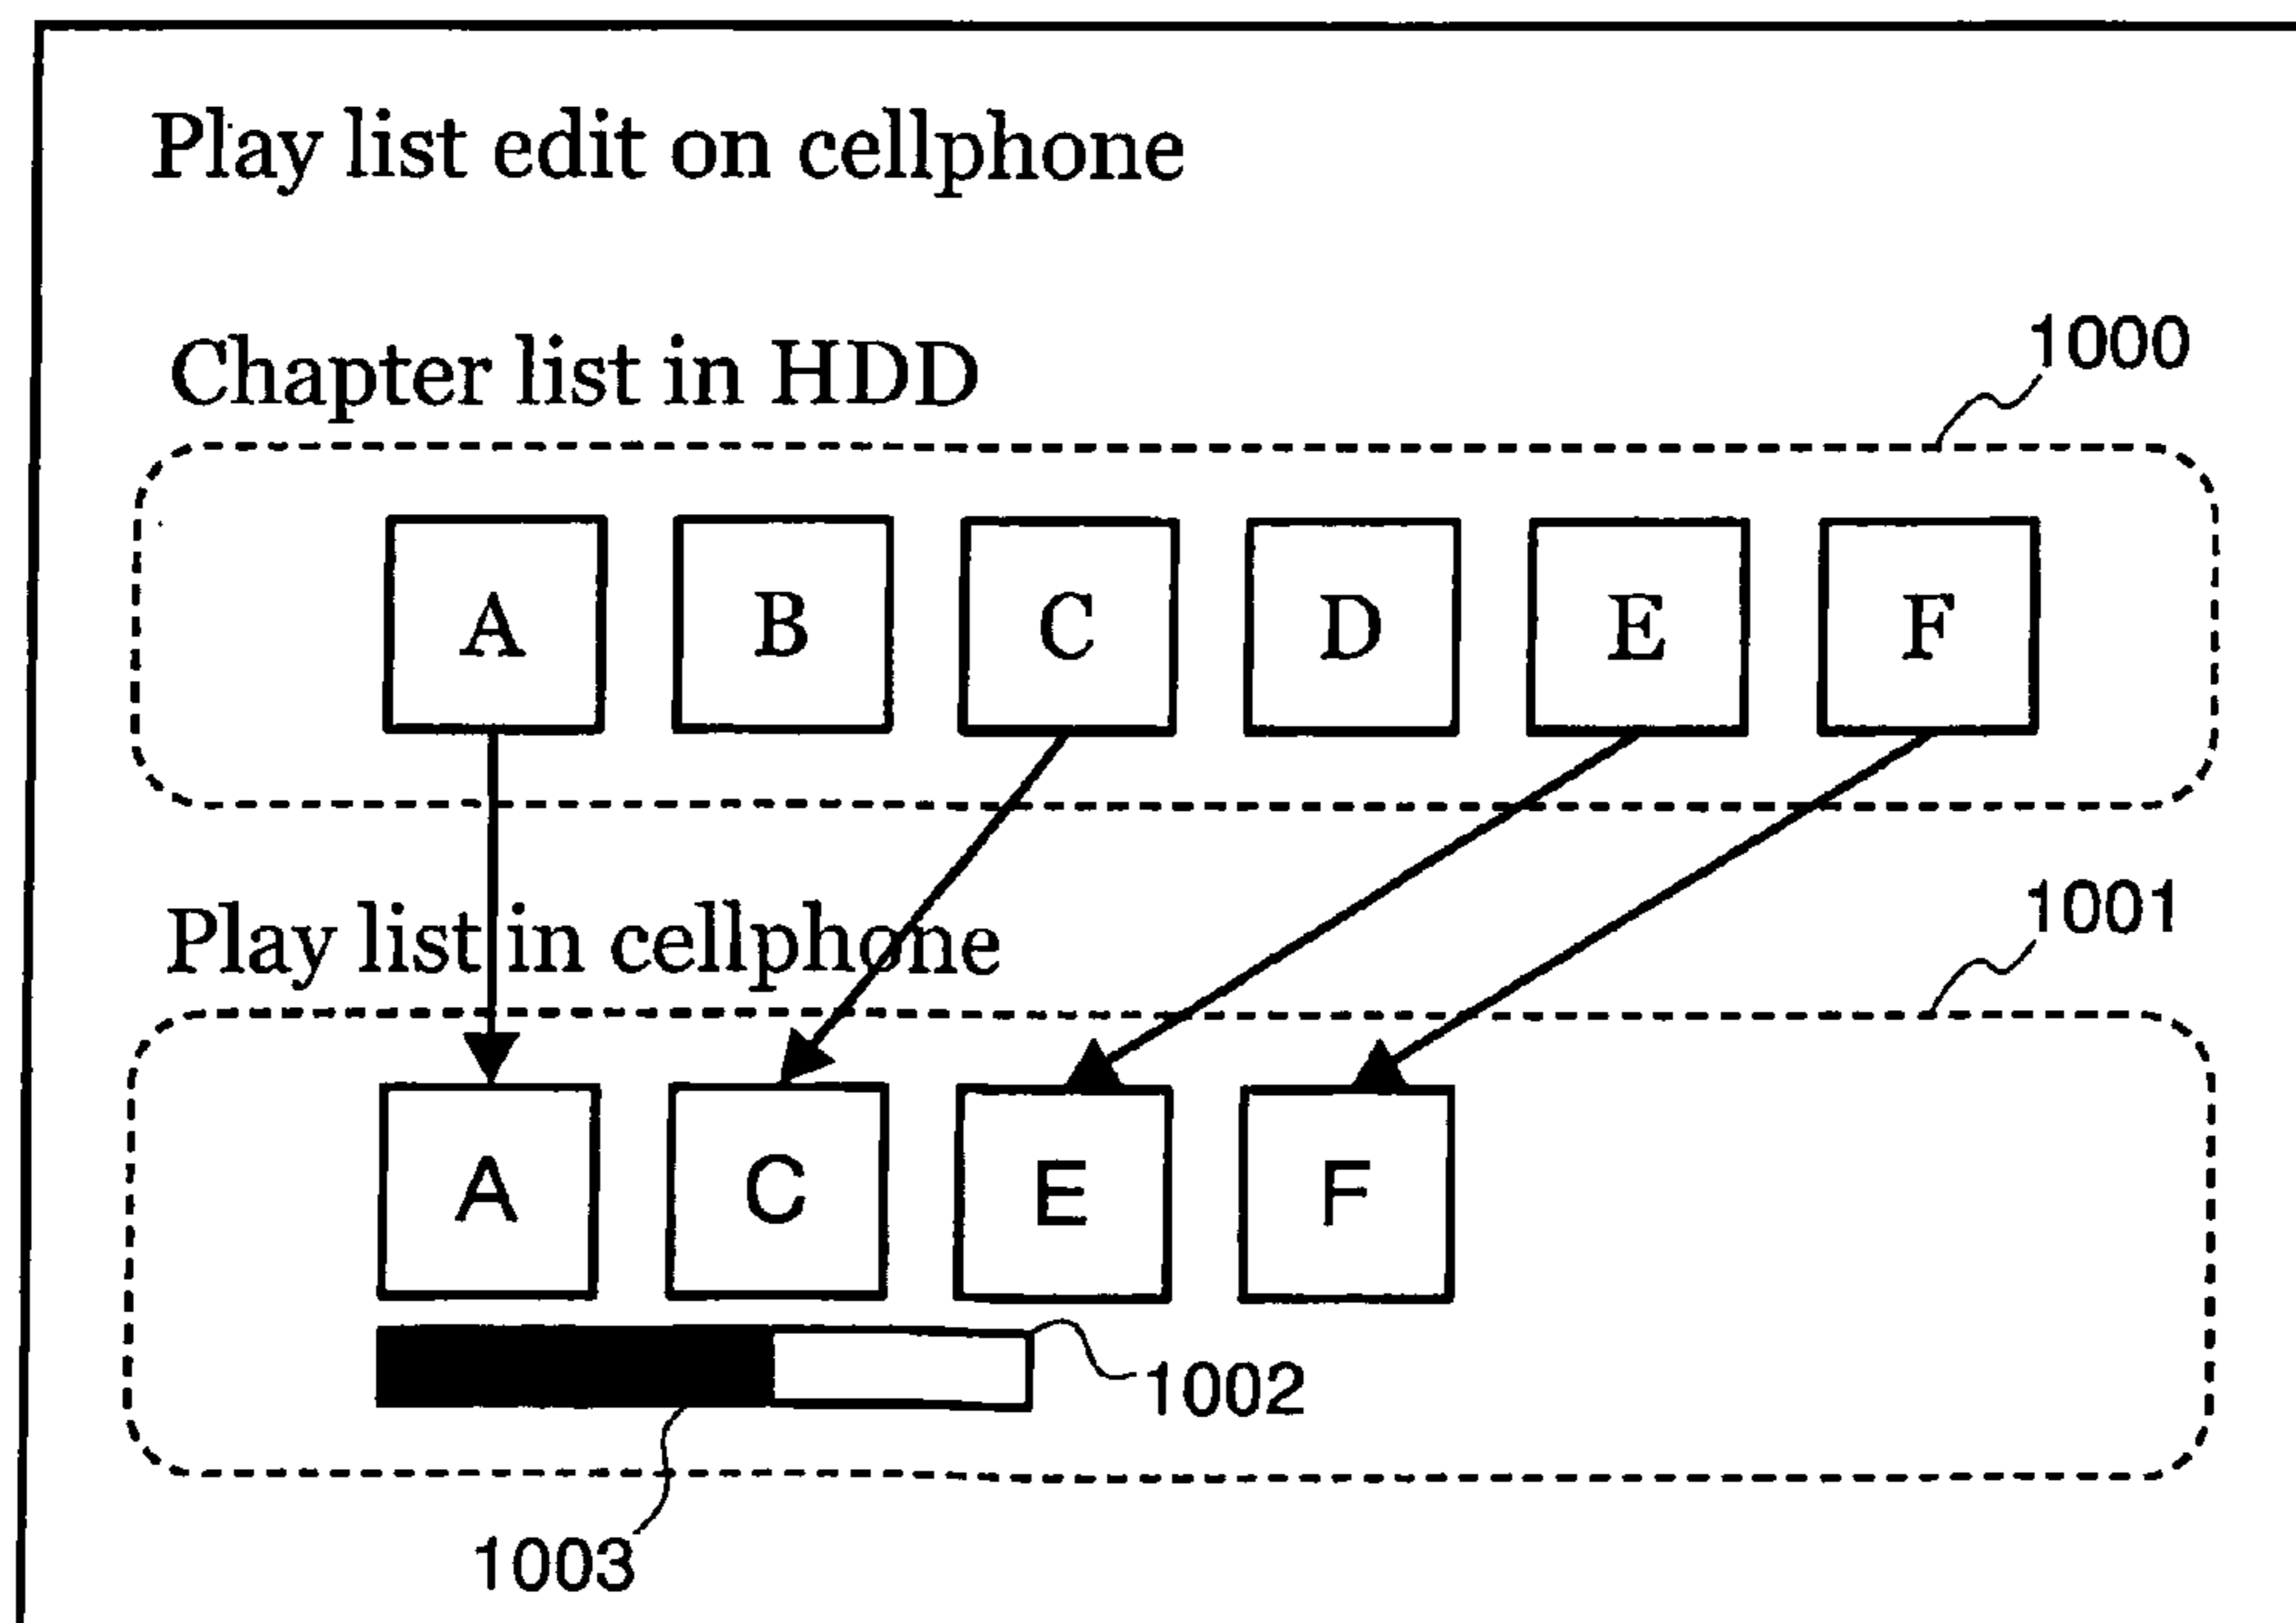 Play list edit on cellphone
Chapter list in HDD
1000
A B C D E F
Play list in cellphone
1001
A C E F
1002
1003